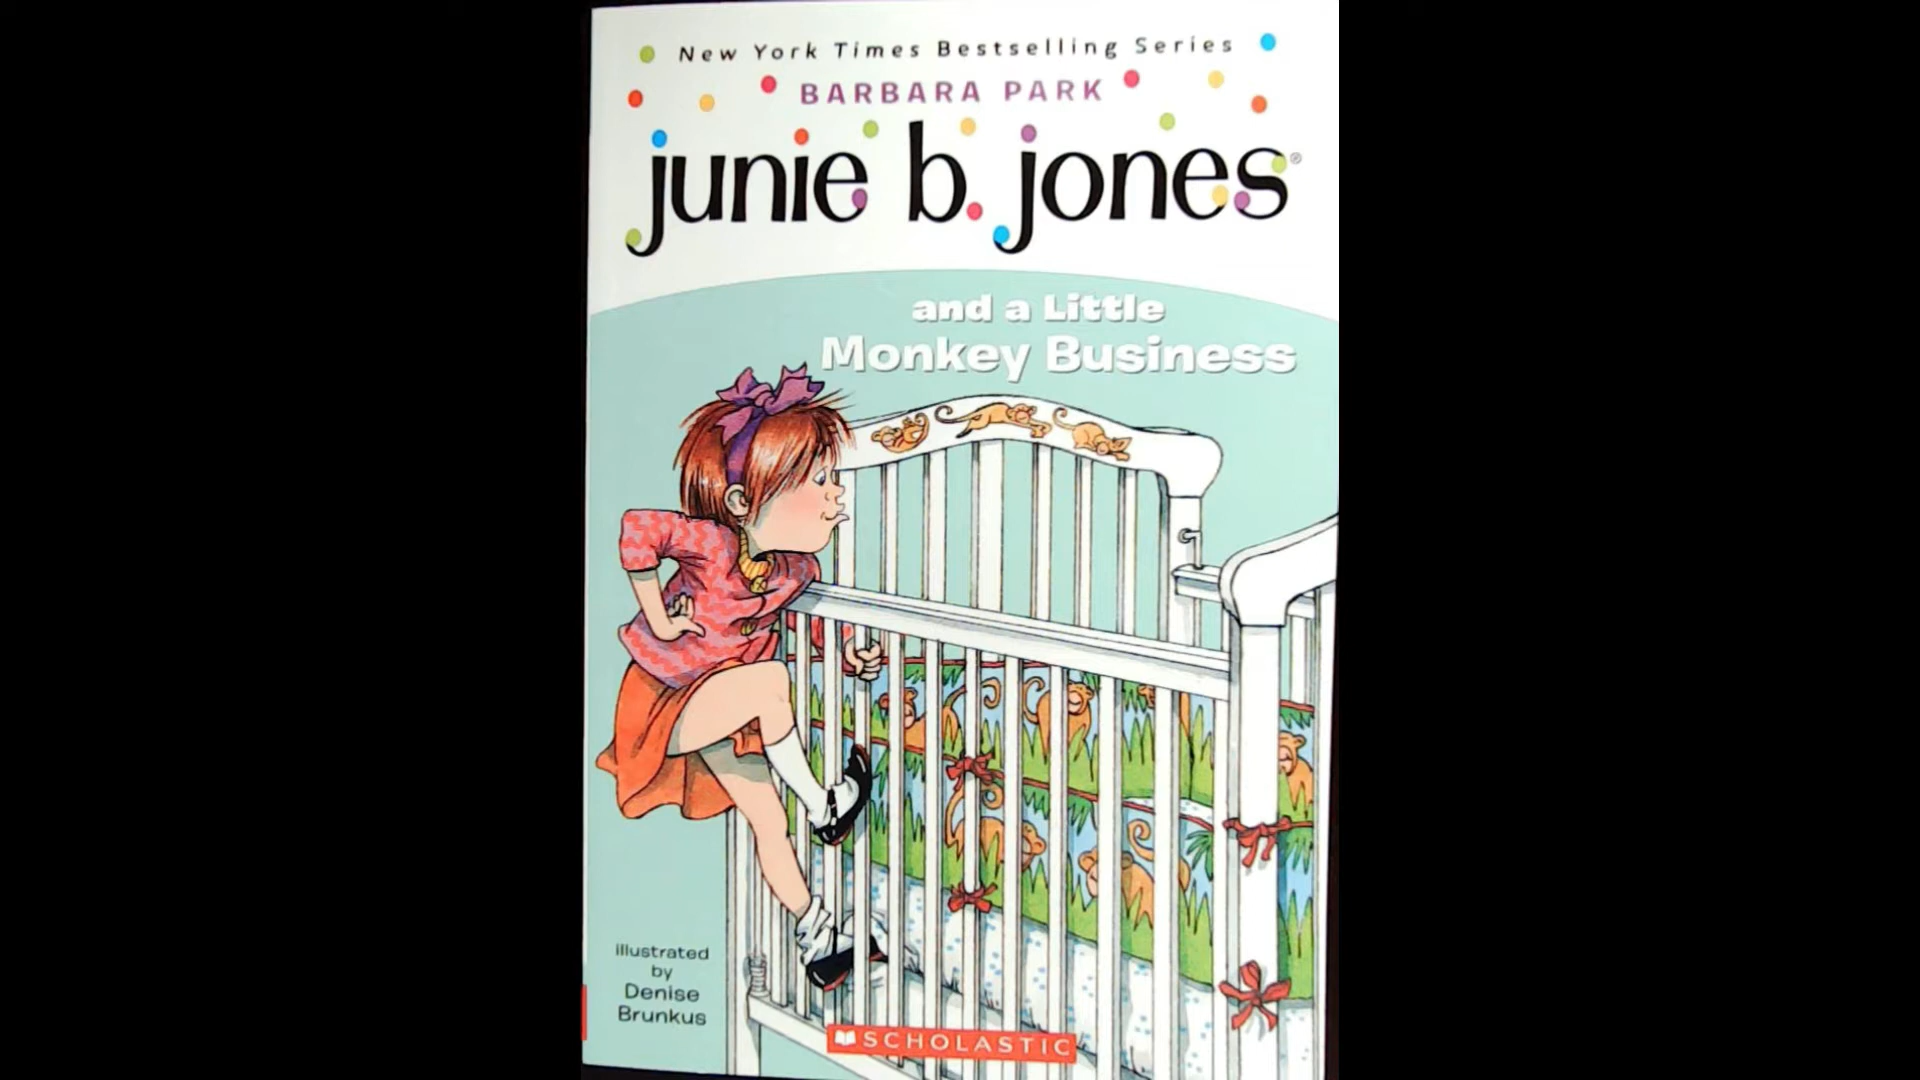 New York Times Bestselling Series
BARBARA PARK
junie b. jones®
and a Little
Monkey Business
illustrated
by
Denise
Brunkus
SCHOLASTIC